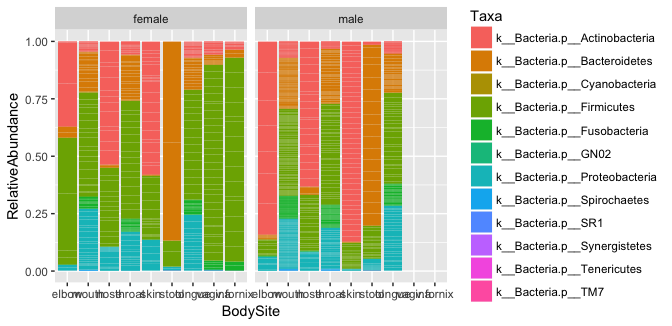 female
male
1.00
0.75
0.50
0.25
0.00
RelativeAbundance
elbow mouth nose throat skin stool tongue
elbow mouth nose throat skin stool tongue
BodySite
Taxa
k__Bacteria.p__Actinobacteria
k__Bacteria.p__Bacteroidetes
k__Bacteria.p__Cyanobacteria
k__Bacteria.p__Firmicutes
k__Bacteria.p__Fusobacteria
k__Bacteria.p__GN02
k__Bacteria.p__Proteobacteria
k__Bacteria.p__Spirochaetes
k__Bacteria.p__SR1
k__Bacteria.p__Synergistetes
k__Bacteria.p__Tenericutes
k__Bacteria.p__TM7